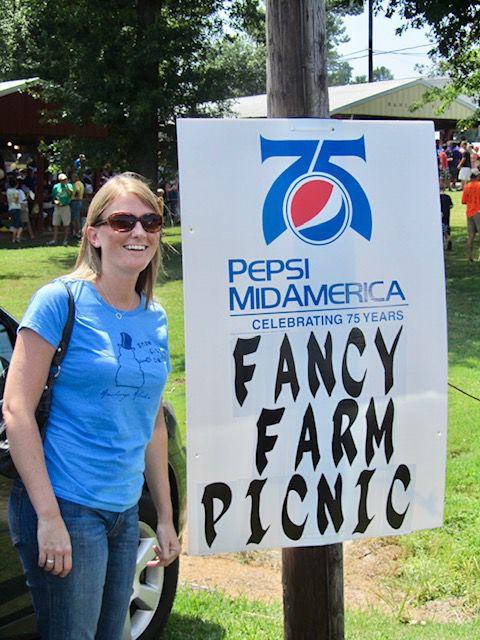 75
PEPSI
MIDAMERICA
CELEBRATING 75 YEARS
FANCY
FARM
PICNIC